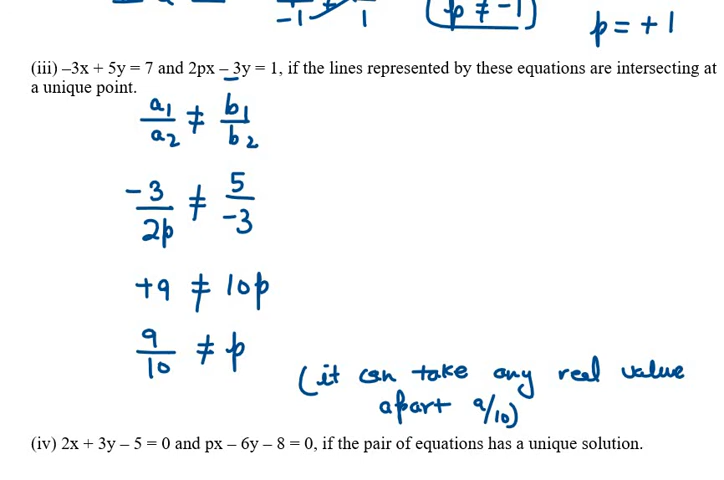 -1 1 (p ≠ -1) p = +1
(iii) –3x + 5y = 7 and 2px – 3y = 1, if the lines represented by these equations are intersecting at
a unique point.
a1/a2 ≠ b1/b2
-3/2p ≠ 5/-3
+9 ≠ 10p
9/10 ≠ p
(it can take any real value
apart 9/10)
(iv) 2x + 3y – 5 = 0 and px – 6y – 8 = 0, if the pair of equations has a unique solution.